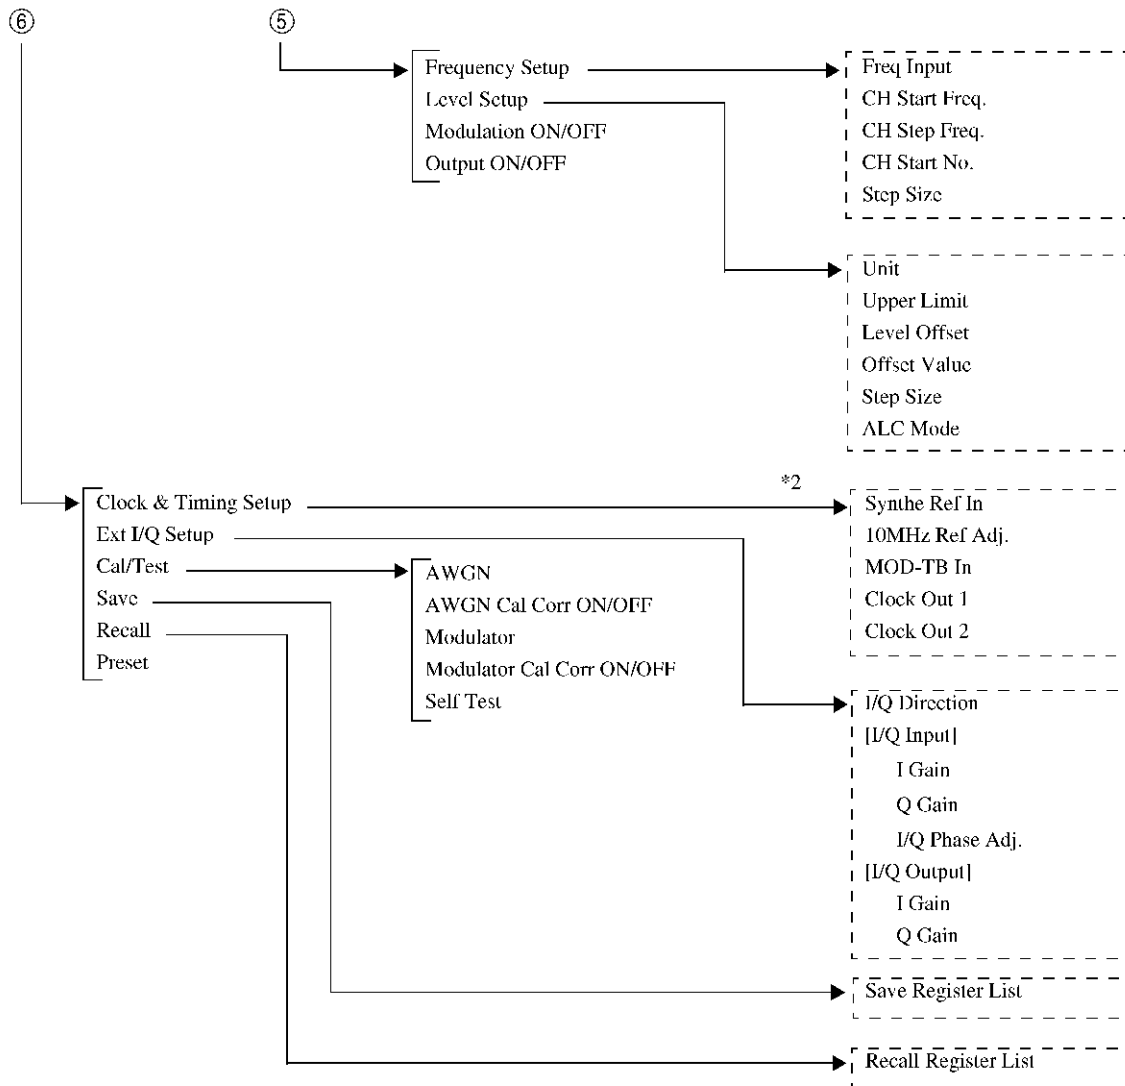 ⑥
⑤
Frequency Setup
Level Setup
Modulation ON/OFF
Output ON/OFF
Freq Input
CH Start Freq.
CH Step Freq.
CH Start No.
Step Size
Unit
Upper Limit
Level Offset
Offset Value
Step Size
ALC Mode
Clock & Timing Setup
Ext I/Q Setup
Cal/Test
Save
Recall
Preset
*2
AWGN
AWGN Cal Corr ON/OFF
Modulator
Modulator Cal Corr ON/OFF
Self Test
Synthe Ref In
10MHz Ref Adj.
MOD-TB In
Clock Out 1
Clock Out 2
I/Q Direction
[I/Q Input]
I Gain
Q Gain
I/Q Phase Adj.
[I/Q Output]
I Gain
Q Gain
Save Register List
Recall Register List